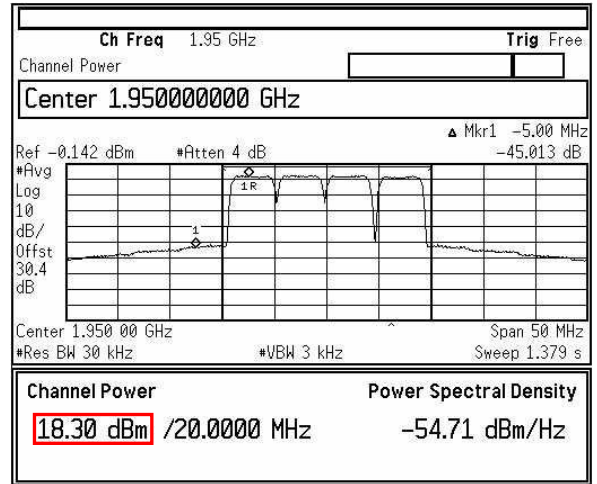 Ch Freq 1.95 GHz Trig Free
Channel Power
Center 1.950000000 GHz
Δ Mkr1 -5.00 MHz
Ref -0.142 dBm #Atten 4 dB -45.013 dB
#Avg
Log
10
dB/
Offst
30.4
dB
1R
1
Center 1.950 00 GHz Span 50 MHz
#Res BW 30 kHz #VBW 3 kHz Sweep 1.379 s
Channel Power Power Spectral Density
18.30 dBm /20.0000 MHz -54.71 dBm/Hz